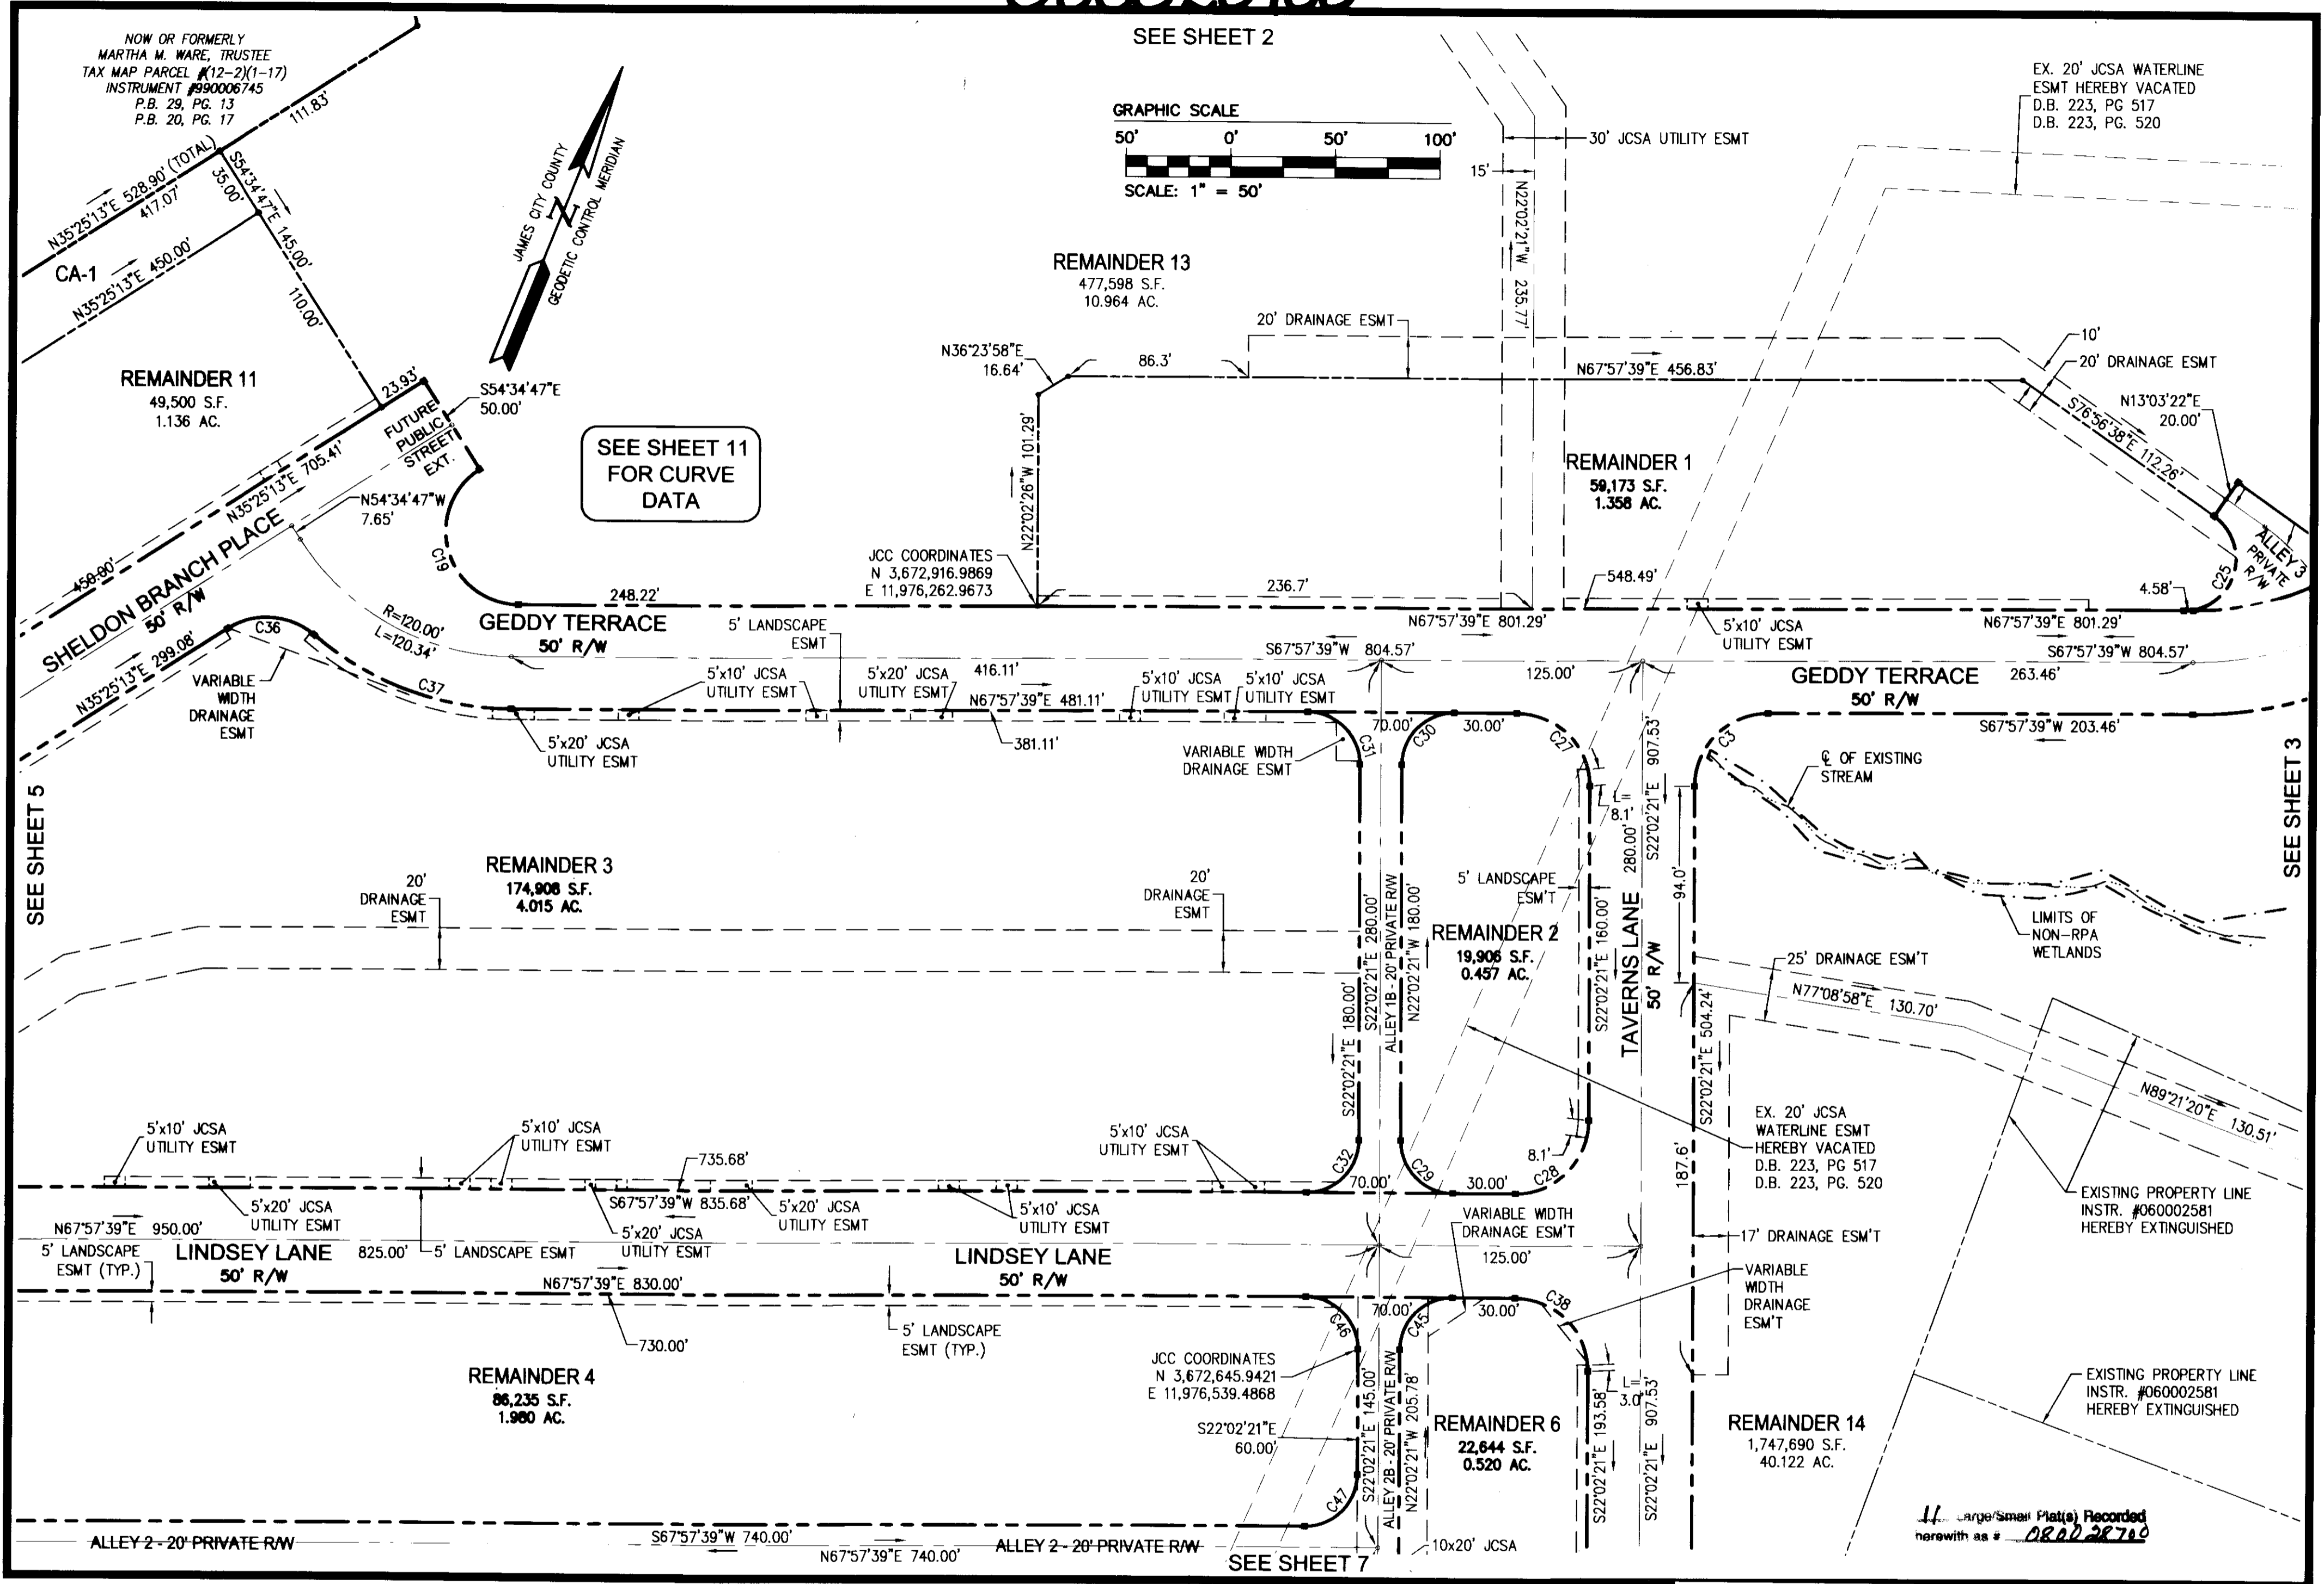 SEE SHEET 2
NOW OR FORMERLY
MARTHA M. WARE, TRUSTEE
TAX MAP PARCEL #(12-2)(1-17)
INSTRUMENT #990006745
P.B. 29, PG. 13
P.B. 20, PG. 17
111.83'
N35°25'13"E 528.90' (TOTAL)
417.07'
S54°34'47"E
35.00'
145.00'
110.00'
CA-1
N35°25'13"E 450.00'
REMAINDER 11
49,500 S.F.
1.136 AC.
23.93'
S54°34'47"E
50.00'
FUTURE
PUBLIC
STREET
EXT.
N35°25'13"E 705.41'
450.00'
N54°34'47"W
7.65'
SHELDON BRANCH PLACE
50' R/W
JAMES CITY COUNTY
N
GEODETIC CONTROL MERIDIAN
SEE SHEET 11
FOR CURVE
DATA
GRAPHIC SCALE
50' 0' 50' 100'
SCALE: 1" = 50'
REMAINDER 13
477,598 S.F.
10.964 AC.
20' DRAINAGE ESMT
N36°23'58"E
16.64'
86.3'
N67°57'39"E 456.83'
N22°02'26"W 101.29'
30' JCSA UTILITY ESMT
15'
N22°02'21"W 235.77'
EX. 20' JCSA WATERLINE
ESMT HEREBY VACATED
D.B. 223, PG 517
D.B. 223, PG. 520
10'
20' DRAINAGE ESMT
N13°03'22"E
20.00'
S76°56'38"E 112.26'
REMAINDER 1
59,173 S.F.
1.358 AC.
ALLEY 3
PRIVATE
R/W
C25
4.58'
JCC COORDINATES
N 3,672,916.9869
E 11,976,262.9673
236.7'
548.49'
C19
248.22'
GEDDY TERRACE
50' R/W
R=120.00'
L=120.34'
N67°57'39"E 801.29'
5'x10' JCSA
UTILITY ESMT
N67°57'39"E 801.29'
S67°57'39"W 804.57'
S67°57'39"W 804.57'
125.00'
GEDDY TERRACE
50' R/W
263.46'
S67°57'39"W 203.46'
C36
N35°25'13"E 299.08'
VARIABLE
WIDTH
DRAINAGE
ESMT
C37
5' LANDSCAPE
ESMT
5'x10' JCSA
UTILITY ESMT
5'x20' JCSA
UTILITY ESMT
416.11'
N67°57'39"E 481.11'
5'x10' JCSA
UTILITY ESMT
5'x10' JCSA
UTILITY ESMT
5'x20' JCSA
UTILITY ESMT
381.11'
VARIABLE WIDTH
DRAINAGE ESMT
C31
70.00'
C30
30.00'
C27
C3
L=
8.1'
280.00'
S22°02'21"E 907.53'
94.0'
℄ OF EXISTING
STREAM
LIMITS OF
NON-RPA
WETLANDS
SEE SHEET 5
SEE SHEET 3
REMAINDER 3
174,908 S.F.
4.015 AC.
20'
DRAINAGE
ESMT
20'
DRAINAGE
ESMT
S22°02'21"E 180.00'
S22°02'21"E 280.00'
ALLEY 1B - 20' PRIVATE R/W
N22°02'21"W 180.00'
5' LANDSCAPE
ESM'T
REMAINDER 2
19,906 S.F.
0.457 AC.
S22°02'21"E 160.00'
TAVERNS LANE
50' R/W
S22°02'21"E 504.24'
25' DRAINAGE ESM'T
N77°08'58"E 130.70'
N89°21'20"E 130.51'
EX. 20' JCSA
WATERLINE ESMT
HEREBY VACATED
D.B. 223, PG 517
D.B. 223, PG. 520
187.6'
EXISTING PROPERTY LINE
INSTR. #060002581
HEREBY EXTINGUISHED
17' DRAINAGE ESM'T
VARIABLE
WIDTH
DRAINAGE
ESM'T
5'x10' JCSA
UTILITY ESMT
5'x10' JCSA
UTILITY ESMT
735.68'
5'x10' JCSA
UTILITY ESMT
C32
70.00'
C29
30.00'
8.1'
C28
5'x20' JCSA
UTILITY ESMT
S67°57'39"W 835.68'
5'x20' JCSA
UTILITY ESMT
5'x20' JCSA
UTILITY ESMT
5'x10' JCSA
UTILITY ESMT
N67°57'39"E 950.00'
5' LANDSCAPE
ESMT (TYP.)
LINDSEY LANE
50' R/W
825.00'
5' LANDSCAPE ESMT
LINDSEY LANE
50' R/W
VARIABLE WIDTH
DRAINAGE ESM'T
125.00'
N67°57'39"E 830.00'
730.00'
5' LANDSCAPE
ESMT (TYP.)
C46
70.00'
C45
30.00'
C38
REMAINDER 4
86,235 S.F.
1.980 AC.
JCC COORDINATES
N 3,672,645.9421
E 11,976,539.4868
S22°02'21"E
60.00'
C47
S22°02'21"E 145.00'
ALLEY 2B - 20' PRIVATE R/W
N22°02'21"W 205.78'
REMAINDER 6
22,644 S.F.
0.520 AC.
L=
3.0'
S22°02'21"E 193.58'
S22°02'21"E 907.53'
REMAINDER 14
1,747,690 S.F.
40.122 AC.
EXISTING PROPERTY LINE
INSTR. #060002581
HEREBY EXTINGUISHED
ALLEY 2 - 20' PRIVATE R/W
S67°57'39"W 740.00'
N67°57'39"E 740.00'
ALLEY 2 - 20' PRIVATE R/W
SEE SHEET 7
10x20' JCSA
11 Large/Small Plat(s) Recorded
herewith as # 080028700